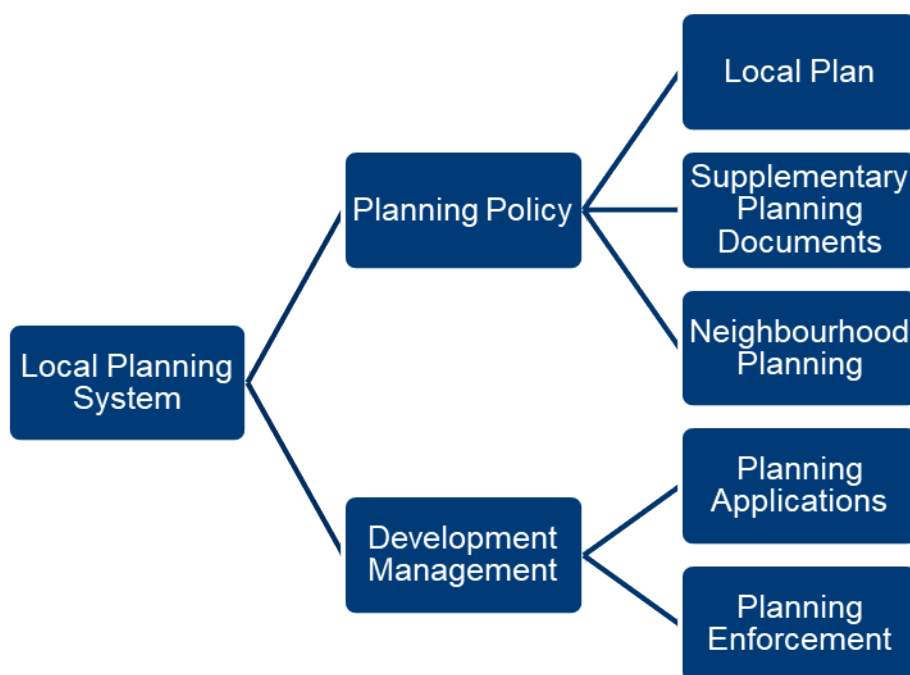 Local Planning
System
Planning Policy
Development
Management
Local Plan
Supplementary
Planning
Documents
Neighbourhood
Planning
Planning
Applications
Planning
Enforcement